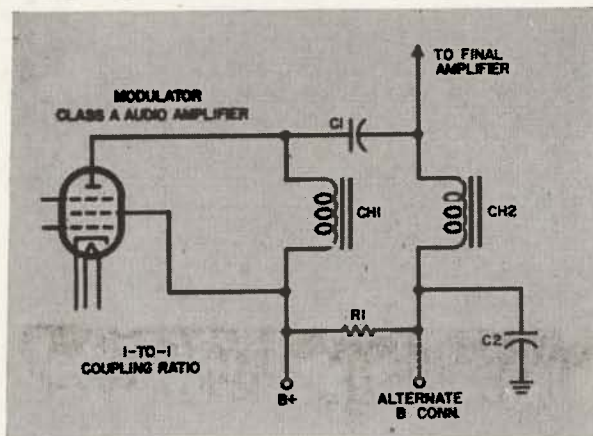 TO FINAL
AMPLIFIER
MODULATOR
CLASS A AUDIO AMPLIFIER
C1
CH1
CH2
R1
C2
1-TO-1
COUPLING RATIO
B+
ALTERNATE
B CONN.